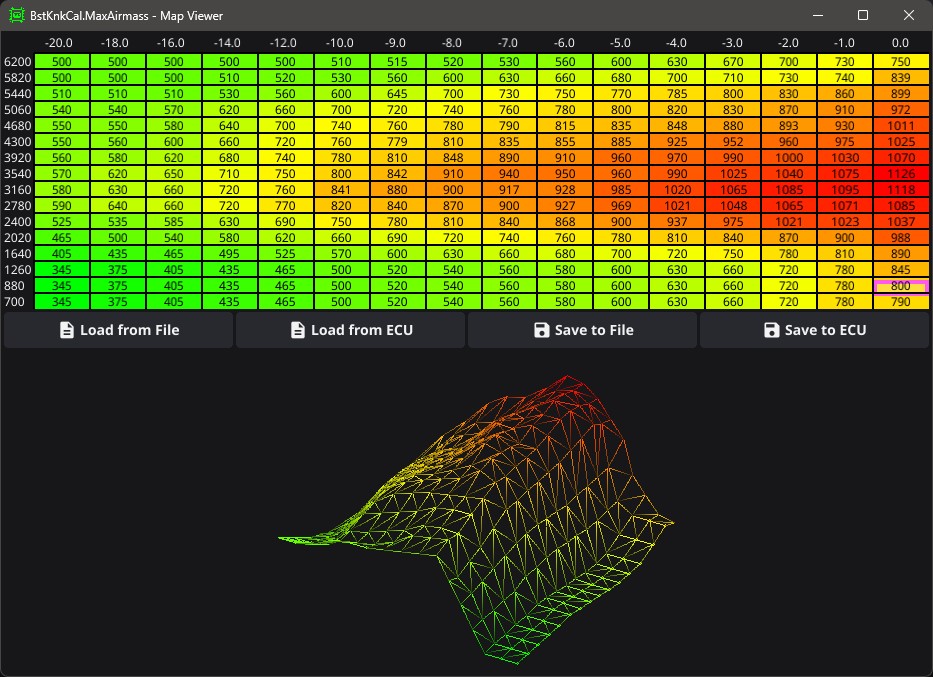 BstKnkCal.MaxAirmass - Map Viewer
-20.0 -18.0 -16.0 -14.0 -12.0 -10.0 -9.0 -8.0 -7.0 -6.0 -5.0 -4.0 -3.0 -2.0 -1.0 0.0
6200 500 500 500 500 500 510 515 520 530 560 600 630 670 700 730 750
5820 500 500 500 510 520 530 560 600 630 660 680 700 710 730 740 839
5440 510 510 510 530 560 600 645 700 730 750 770 785 800 830 860 899
5060 540 540 570 620 660 700 720 740 760 780 800 820 830 870 910 972
4680 550 550 580 640 700 740 760 780 790 815 835 848 880 893 930 1011
4300 550 560 600 660 720 760 779 810 835 855 885 925 952 960 975 1025
3920 560 580 620 680 740 780 810 848 890 910 960 970 990 1000 1030 1070
3540 570 620 650 710 750 800 842 910 940 950 960 990 1025 1040 1075 1126
3160 580 630 660 720 760 841 880 900 917 928 985 1020 1065 1085 1095 1118
2780 590 640 660 720 770 820 840 870 900 927 969 1021 1048 1065 1071 1085
2400 525 535 585 630 690 750 780 810 840 868 900 937 975 1021 1023 1037
2020 465 500 540 580 620 660 690 720 740 760 780 810 840 870 900 988
1640 405 435 465 495 525 570 600 630 650 680 700 720 750 780 810 890
1260 345 375 405 435 465 500 520 540 560 580 600 630 660 720 780 845
880 345 375 405 435 465 500 520 540 560 580 600 630 660 720 780 800
700 345 375 405 435 465 500 520 540 560 580 600 630 660 720 780 790
Load from File Load from ECU Save to File Save to ECU